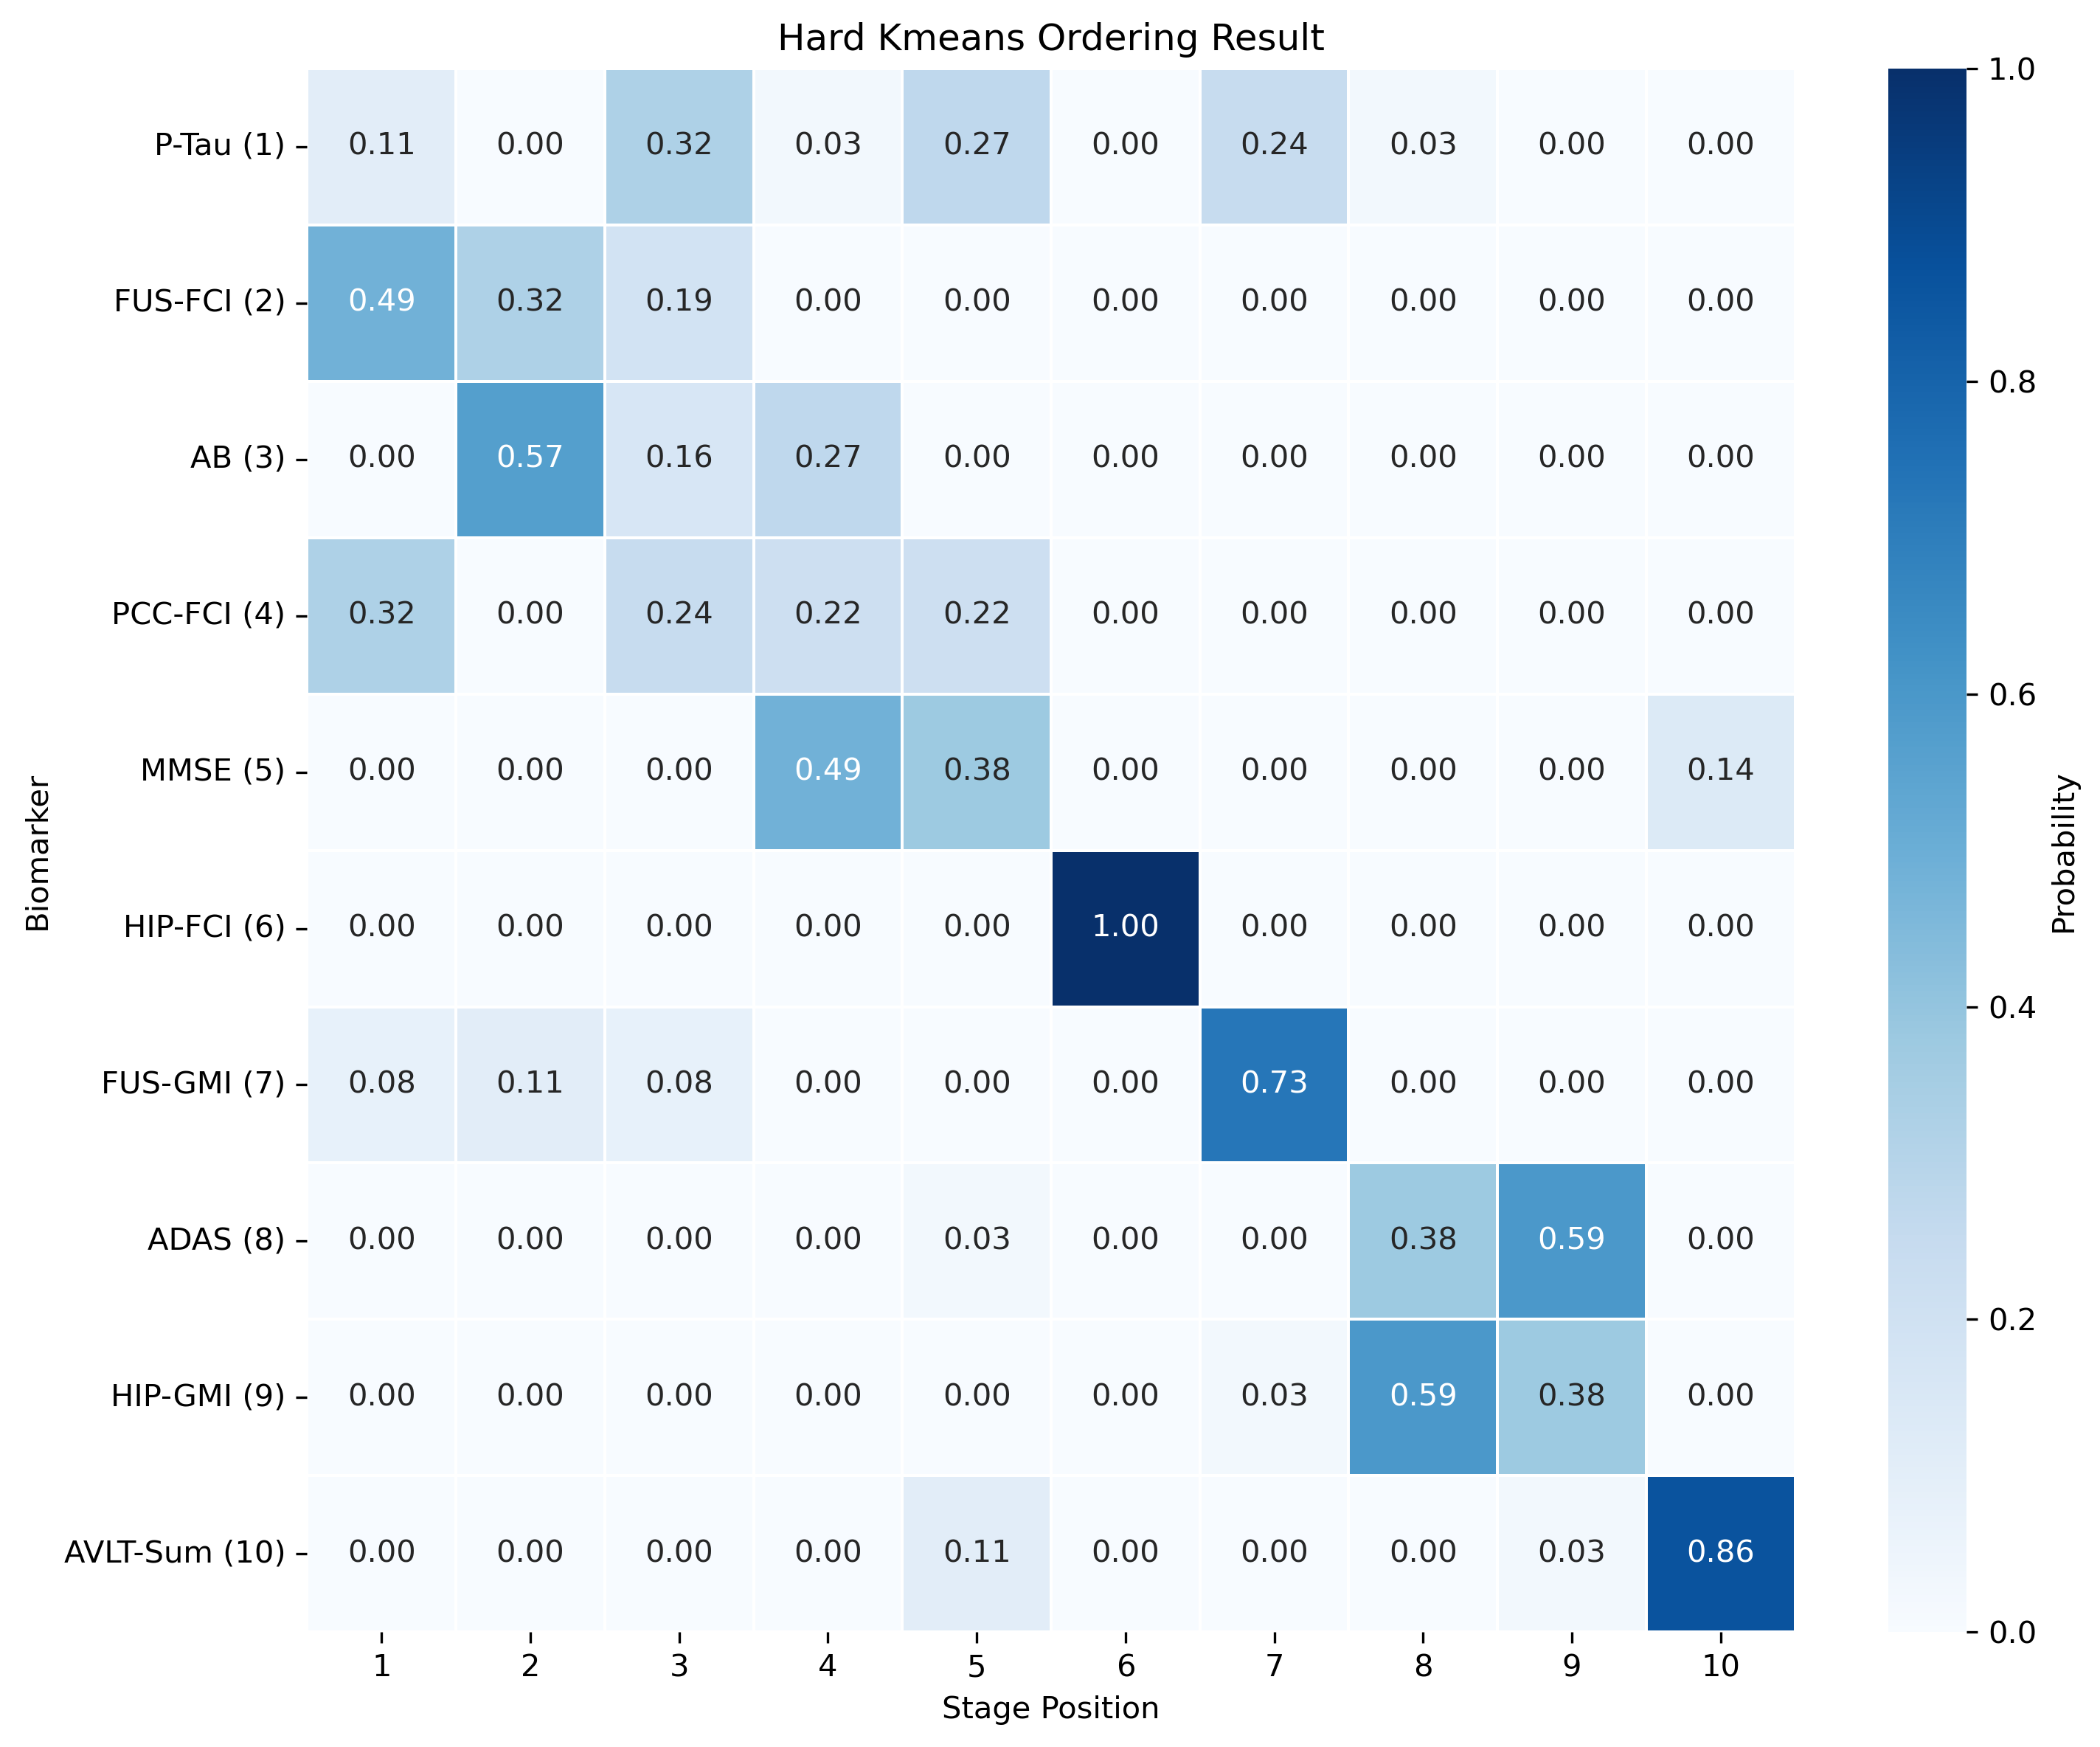 Hard Kmeans Ordering Result
P-Tau (1) 0.11 0.00 0.32 0.03 0.27 0.00 0.24 0.03 0.00 0.00
FUS-FCI (2) 0.49 0.32 0.19 0.00 0.00 0.00 0.00 0.00 0.00 0.00
AB (3) 0.00 0.57 0.16 0.27 0.00 0.00 0.00 0.00 0.00 0.00
PCC-FCI (4) 0.32 0.00 0.24 0.22 0.22 0.00 0.00 0.00 0.00 0.00
MMSE (5) 0.00 0.00 0.00 0.49 0.38 0.00 0.00 0.00 0.00 0.14
HIP-FCI (6) 0.00 0.00 0.00 0.00 0.00 1.00 0.00 0.00 0.00 0.00
FUS-GMI (7) 0.08 0.11 0.08 0.00 0.00 0.00 0.73 0.00 0.00 0.00
ADAS (8) 0.00 0.00 0.00 0.00 0.03 0.00 0.00 0.38 0.59 0.00
HIP-GMI (9) 0.00 0.00 0.00 0.00 0.00 0.00 0.03 0.59 0.38 0.00
AVLT-Sum (10) 0.00 0.00 0.00 0.00 0.11 0.00 0.00 0.00 0.03 0.86
1 2 3 4 5 6 7 8 9 10
Stage Position
Biomarker
1.0
0.8
0.6
0.4
0.2
0.0
Probability